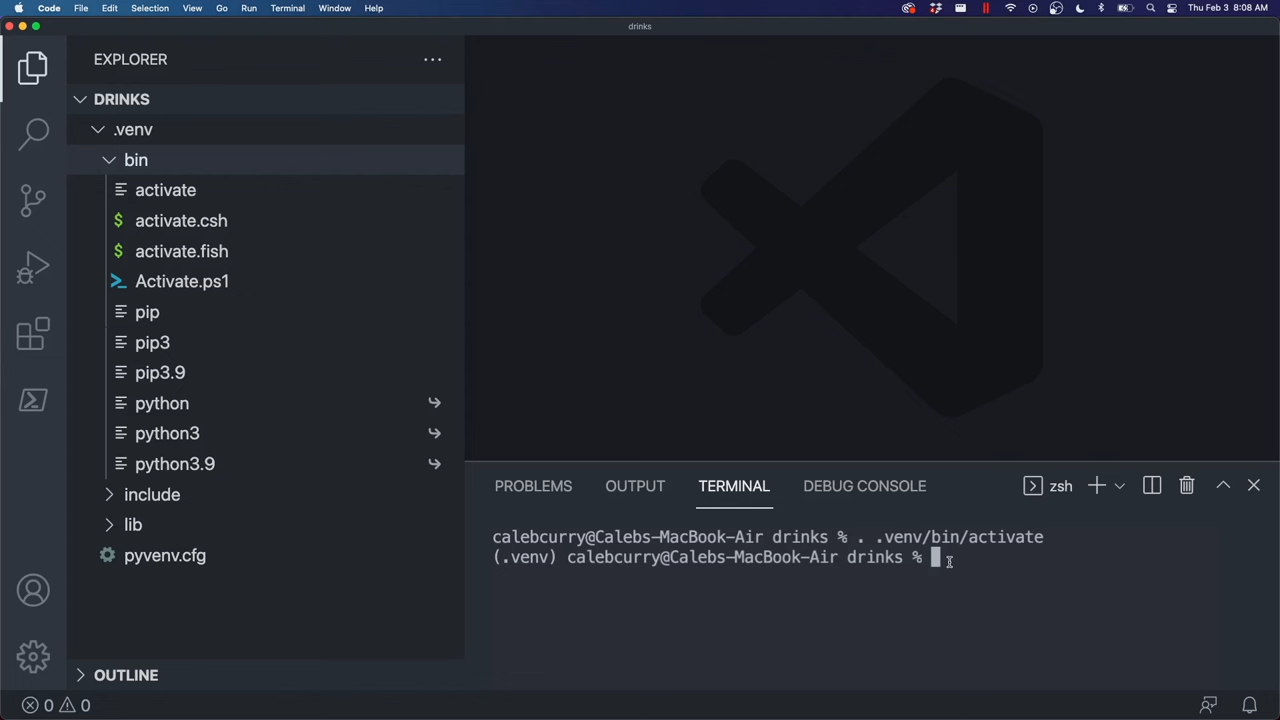 Code File Edit Selection View Go Run Terminal Window Help Thu Feb 3 8:08 AM
drinks
EXPLORER
DRINKS
.venv
bin
activate
activate.csh
activate.fish
Activate.ps1
pip
pip3
pip3.9
python
python3
python3.9
include
lib
pyvenv.cfg
OUTLINE
PROBLEMS OUTPUT TERMINAL DEBUG CONSOLE zsh
calebcurry@Calebs-MacBook-Air drinks % . .venv/bin/activate
(.venv) calebcurry@Calebs-MacBook-Air drinks %
0 0